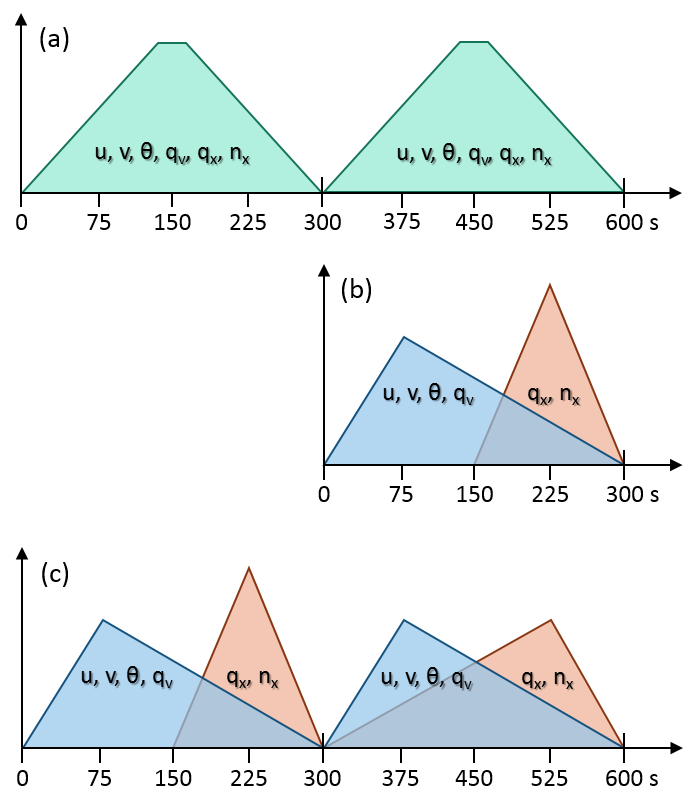 (a)
u, v, θ, qᵥ, qₓ, nₓ u, v, θ, qᵥ, qₓ, nₓ
0 75 150 225 300 375 450 525 600 s
(b)
u, v, θ, qᵥ qₓ, nₓ
0 75 150 225 300 s
(c)
u, v, θ, qᵥ qₓ, nₓ u, v, θ, qᵥ qₓ, nₓ
0 75 150 225 300 375 450 525 600 s